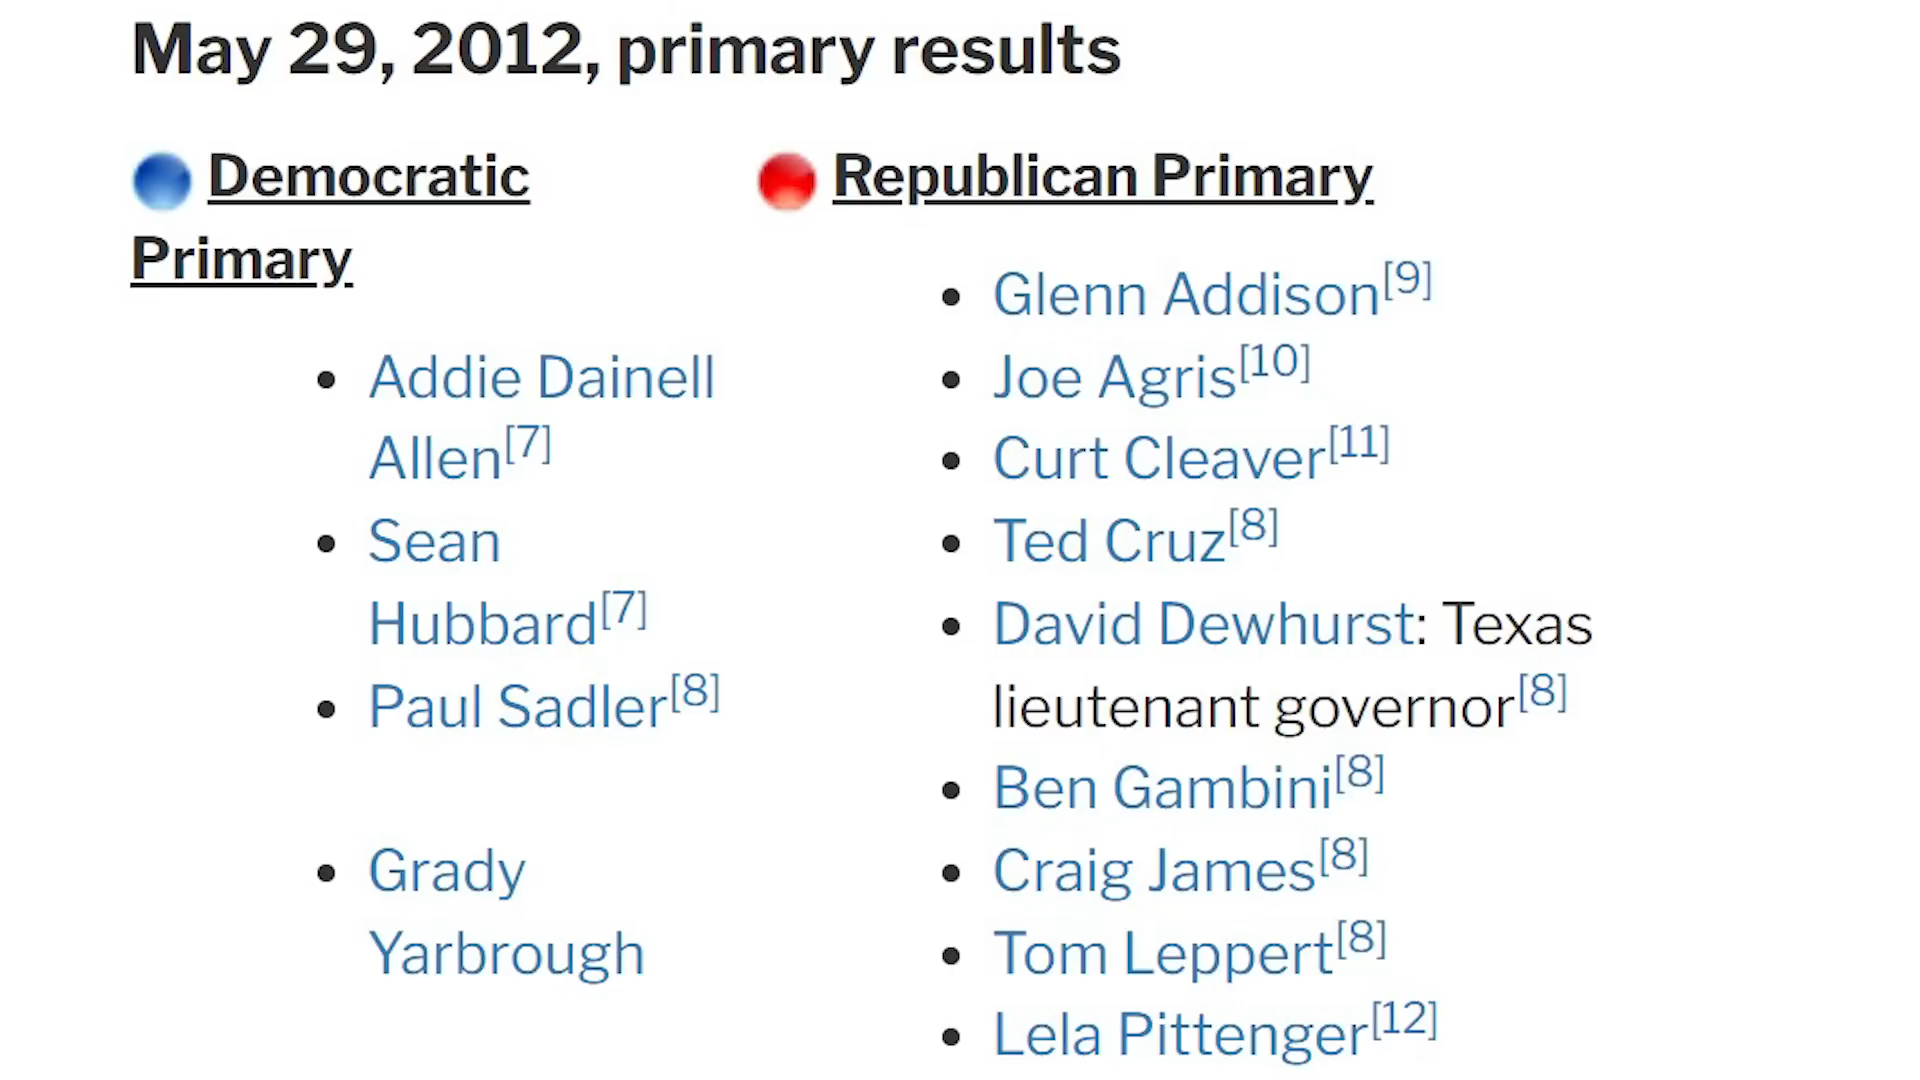 May 29, 2012, primary results
Democratic
Primary
Addie Dainell
Allen[7]
Sean
Hubbard[7]
Paul Sadler[8]
Grady
Yarbrough
Republican Primary
Glenn Addison[9]
Joe Agris[10]
Curt Cleaver[11]
Ted Cruz[8]
David Dewhurst: Texas
lieutenant governor[8]
Ben Gambini[8]
Craig James[8]
Tom Leppert[8]
Lela Pittenger[12]